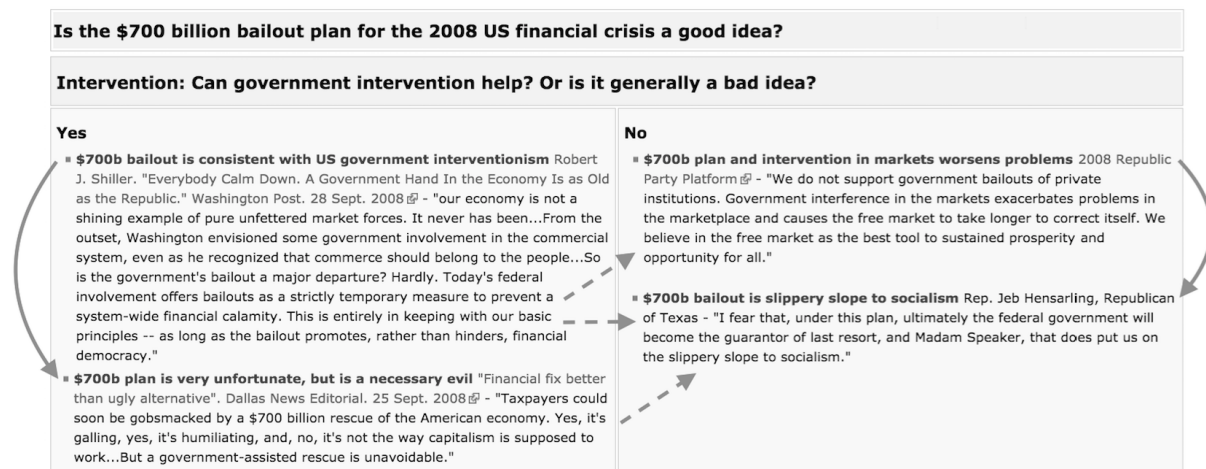 Is the $700 billion bailout plan for the 2008 US financial crisis a good idea?
Intervention: Can government intervention help? Or is it generally a bad idea?
Yes
$700b bailout is consistent with US government interventionism Robert
J. Shiller. "Everybody Calm Down. A Government Hand In the Economy Is as Old
as the Republic." Washington Post. 28 Sept. 2008 - "our economy is not a
shining example of pure unfettered market forces. It never has been...From the
outset, Washington envisioned some government involvement in the commercial
system, even as he recognized that commerce should belong to the people...So
is the government's bailout a major departure? Hardly. Today's federal
involvement offers bailouts as a strictly temporary measure to prevent a
system-wide financial calamity. This is entirely in keeping with our basic
principles -- as long as the bailout promotes, rather than hinders, financial
democracy."
$700b plan is very unfortunate, but is a necessary evil "Financial fix better
than ugly alternative". Dallas News Editorial. 25 Sept. 2008 - "Taxpayers could
soon be gobsmacked by a $700 billion rescue of the American economy. Yes, it's
galling, yes, it's humiliating, and, no, it's not the way capitalism is supposed to
work...But a government-assisted rescue is unavoidable."
No
$700b plan and intervention in markets worsens problems 2008 Republic
Party Platform - "We do not support government bailouts of private
institutions. Government interference in the markets exacerbates problems in
the marketplace and causes the free market to take longer to correct itself. We
believe in the free market as the best tool to sustained prosperity and
opportunity for all."
$700b bailout is slippery slope to socialism Rep. Jeb Hensarling, Republican
of Texas - "I fear that, under this plan, ultimately the federal government will
become the guarantor of last resort, and Madam Speaker, that does put us on
the slippery slope to socialism."